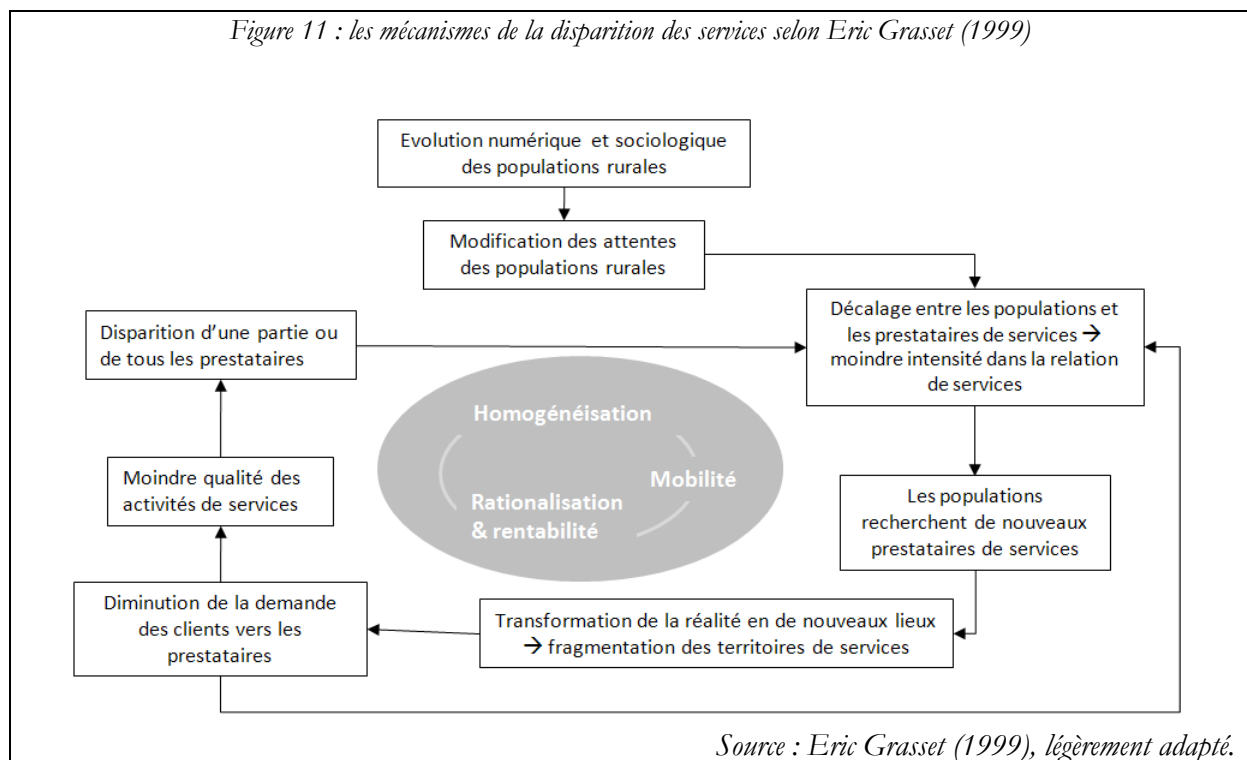 Figure 11 : les mécanismes de la disparition des services selon Eric Grasset (1999)
Evolution numérique et sociologique
des populations rurales
Modification des attentes
des populations rurales
Décalage entre les populations et
les prestataires de services →
moindre intensité dans la relation
de services
Disparition d'une partie ou
de tous les prestataires
Homogénéisation
Mobilité
Rationalisation
& rentabilité
Moindre qualité des
activités de services
Les populations
recherchent de nouveaux
prestataires de services
Transformation de la réalité en de nouveaux lieux
→ fragmentation des territoires de services
Diminution de la demande
des clients vers les
prestataires
Source : Eric Grasset (1999), légèrement adapté.